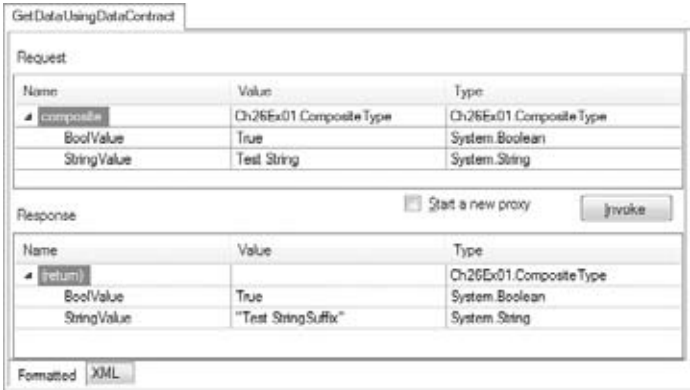 GetDataUsingDataContract
Request
Name Value Type
composite Ch26Ex01.CompositeType Ch26Ex01.CompositeType
BoolValue True System.Boolean
StringValue Test String System.String
Start a new proxy Invoke
Response
Name Value Type
(return) Ch26Ex01.CompositeType
BoolValue True System.Boolean
StringValue "Test StringSuffix" System.String
Formatted XML